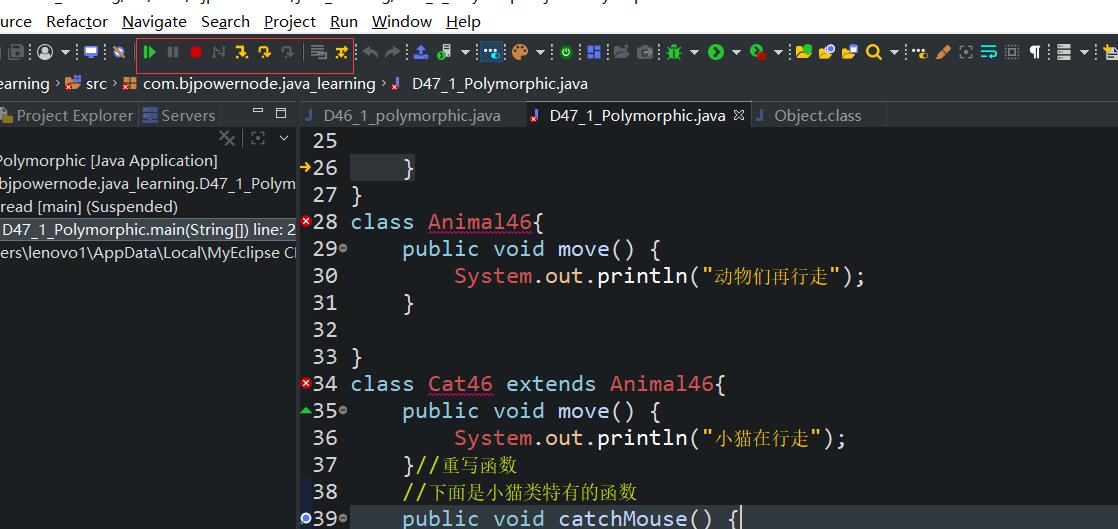 urce Refactor Navigate Search Project Run Window Help
earning src com.bjpowernode.java_learning D47_1_Polymorphic.java
Project Explorer Servers
D46_1_polymorphic.java D47_1_Polymorphic.java Object.class
Polymorphic [Java Application]
bjpowernode.java_learning.D47_1_Polym
read [main] (Suspended)
D47_1_Polymorphic.main(String[]) line: 2
ers\lenovo1\AppData\Local\MyEclipse CI
25
26 }
27 }
28 class Animal46{
29 public void move() {
30 System.out.println("动物们再行走");
31 }
32
33 }
34 class Cat46 extends Animal46{
35 public void move() {
36 System.out.println("小猫在行走");
37 }//重写函数
38 //下面是小猫类特有的函数
39 public void catchMouse() {